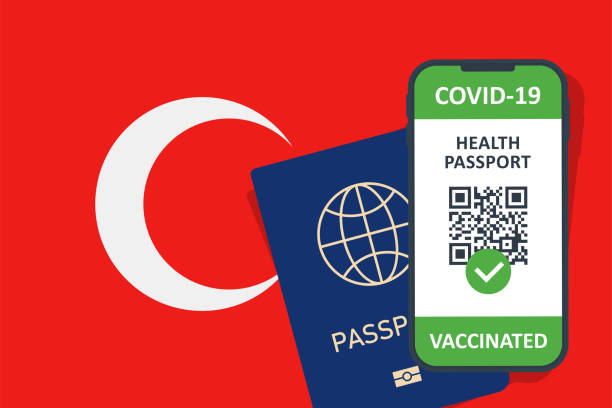 COVID-19
HEALTH
PASSPORT
VACCINATED
PASSP